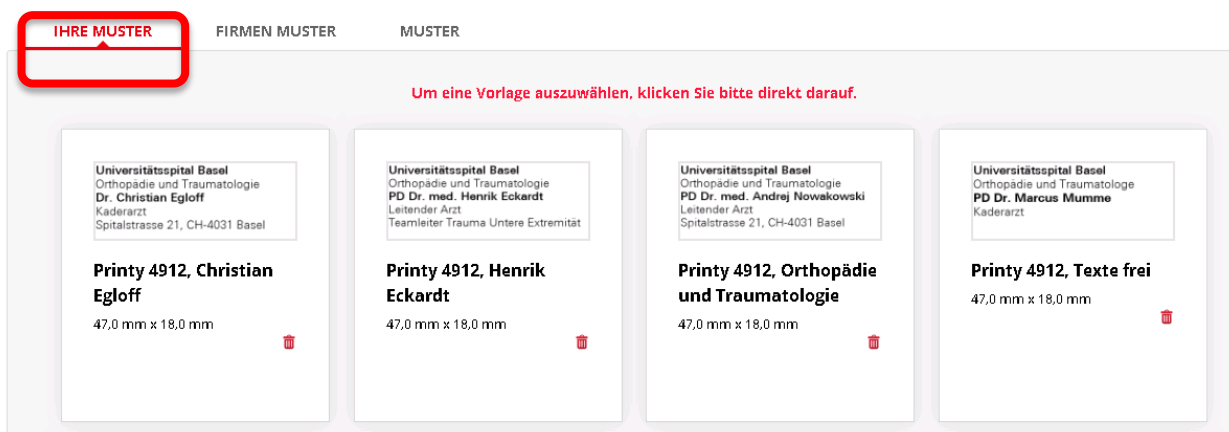 IHRE MUSTER FIRMEN MUSTER MUSTER
Um eine Vorlage auszuwählen, klicken Sie bitte direkt darauf.
Universitätsspital Basel
Orthopädie und Traumatologie
Dr. Christian Egloff
Kaderarzt
Spitalstrasse 21, CH-4031 Basel
Printy 4912, Christian
Egloff
47,0 mm x 18,0 mm
Universitätsspital Basel
Orthopädie und Traumatologie
PD Dr. med. Henrik Eckardt
Leitender Arzt
Teamleiter Trauma Untere Extremität
Printy 4912, Henrik
Eckardt
47,0 mm x 18,0 mm
Universitätsspital Basel
Orthopädie und Traumatologie
PD Dr. med. Andrej Nowakowski
Leitender Arzt
Spitalstrasse 21, CH-4031 Basel
Printy 4912, Orthopädie
und Traumatologie
47,0 mm x 18,0 mm
Universitätsspital Basel
Orthopädie und Traumatologe
PD Dr. Marcus Mumme
Kaderarzt
Printy 4912, Texte frei
47,0 mm x 18,0 mm